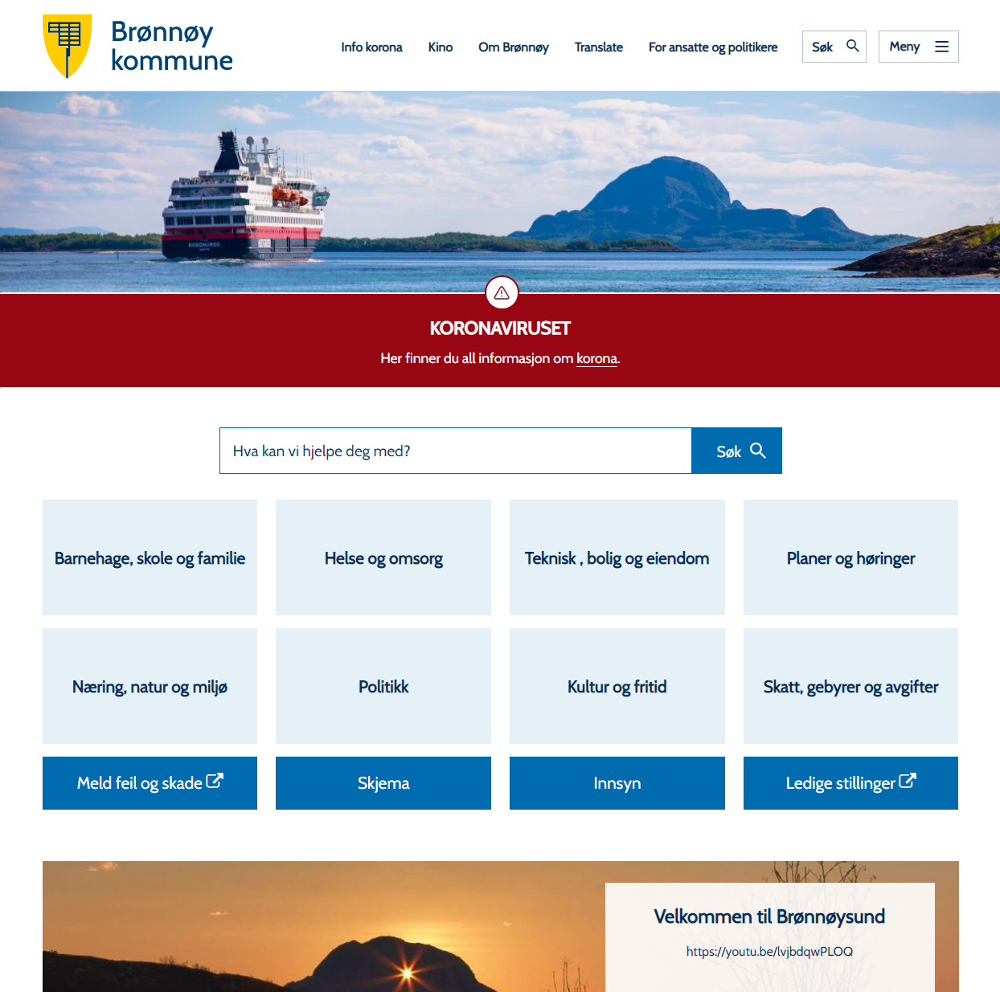 Brønnøy
kommune
Info korona
Kino
Om Brønnøy
Translate
For ansatte og politikere
Søk
Meny
NORDNORGE
KORONAVIRUSET
Her finner du all informasjon om korona.
Hva kan vi hjelpe deg med?
Søk
Barnehage, skole og familie
Helse og omsorg
Teknisk , bolig og eiendom
Planer og høringer
Næring, natur og miljø
Politikk
Kultur og fritid
Skatt, gebyrer og avgifter
Meld feil og skade
Skjema
Innsyn
Ledige stillinger
Velkommen til Brønnøysund
https://youtu.be/lvjbdqwPLOQ